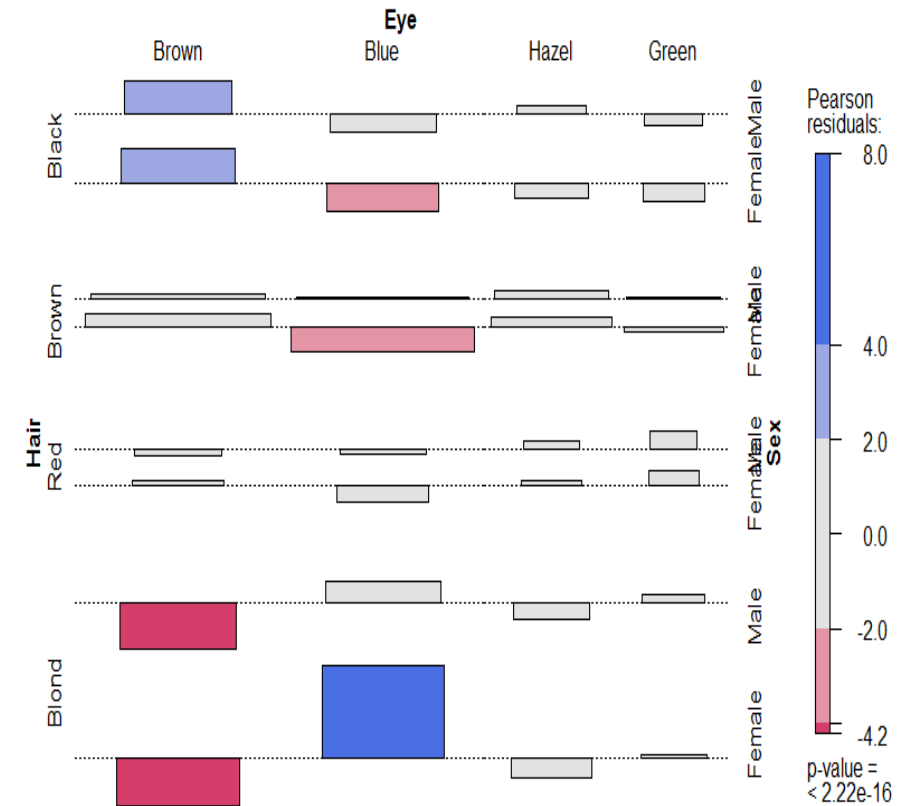 Eye
Brown
Blue
Hazel
Green
Hair
Black
Brown
Red
Blond
Sex
Male
Female
Male
Female
Male
Female
Male
Female
Pearson
residuals:
8.0
4.0
2.0
0.0
-2.0
-4.2
p-value =
< 2.22e-16